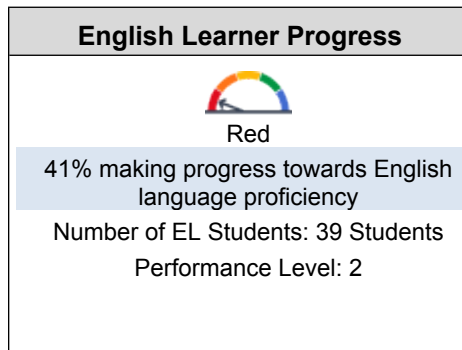 English Learner Progress
Red
41% making progress towards English
language proficiency
Number of EL Students: 39 Students
Performance Level: 2